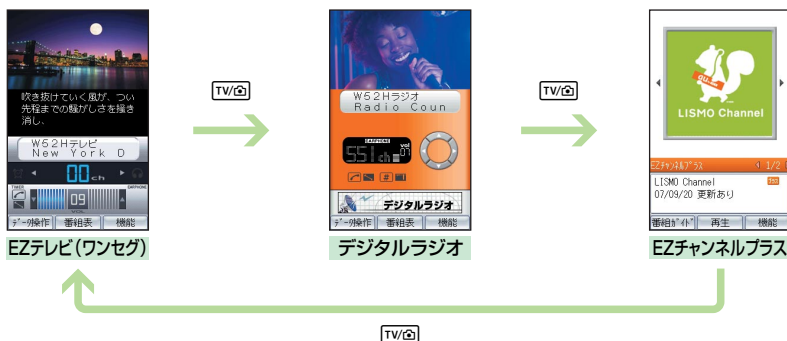 吹き抜けていく風が、つい
先程までの騒がしさを掻き
消し、
W52Hテレビ
New York D
00ch
TIMER
EARPHONE
09
データ操作 番組表 機能
EZテレビ(ワンセグ)
TV/
W52Hラジオ
Radio Coun
EARPHONE
551ch vol 07
デジタルラジオ
データ操作 番組表 機能
デジタルラジオ
TV/
LISMO Channel
EZチャンネルプラス 1/2
LISMO Channel
07/09/20 更新あり
番組ガイド 再生 機能
EZチャンネルプラス
TV/